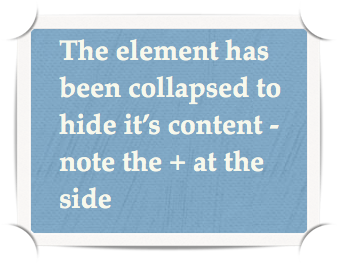 The element has
been collapsed to
hide it’s content -
note the + at the
side